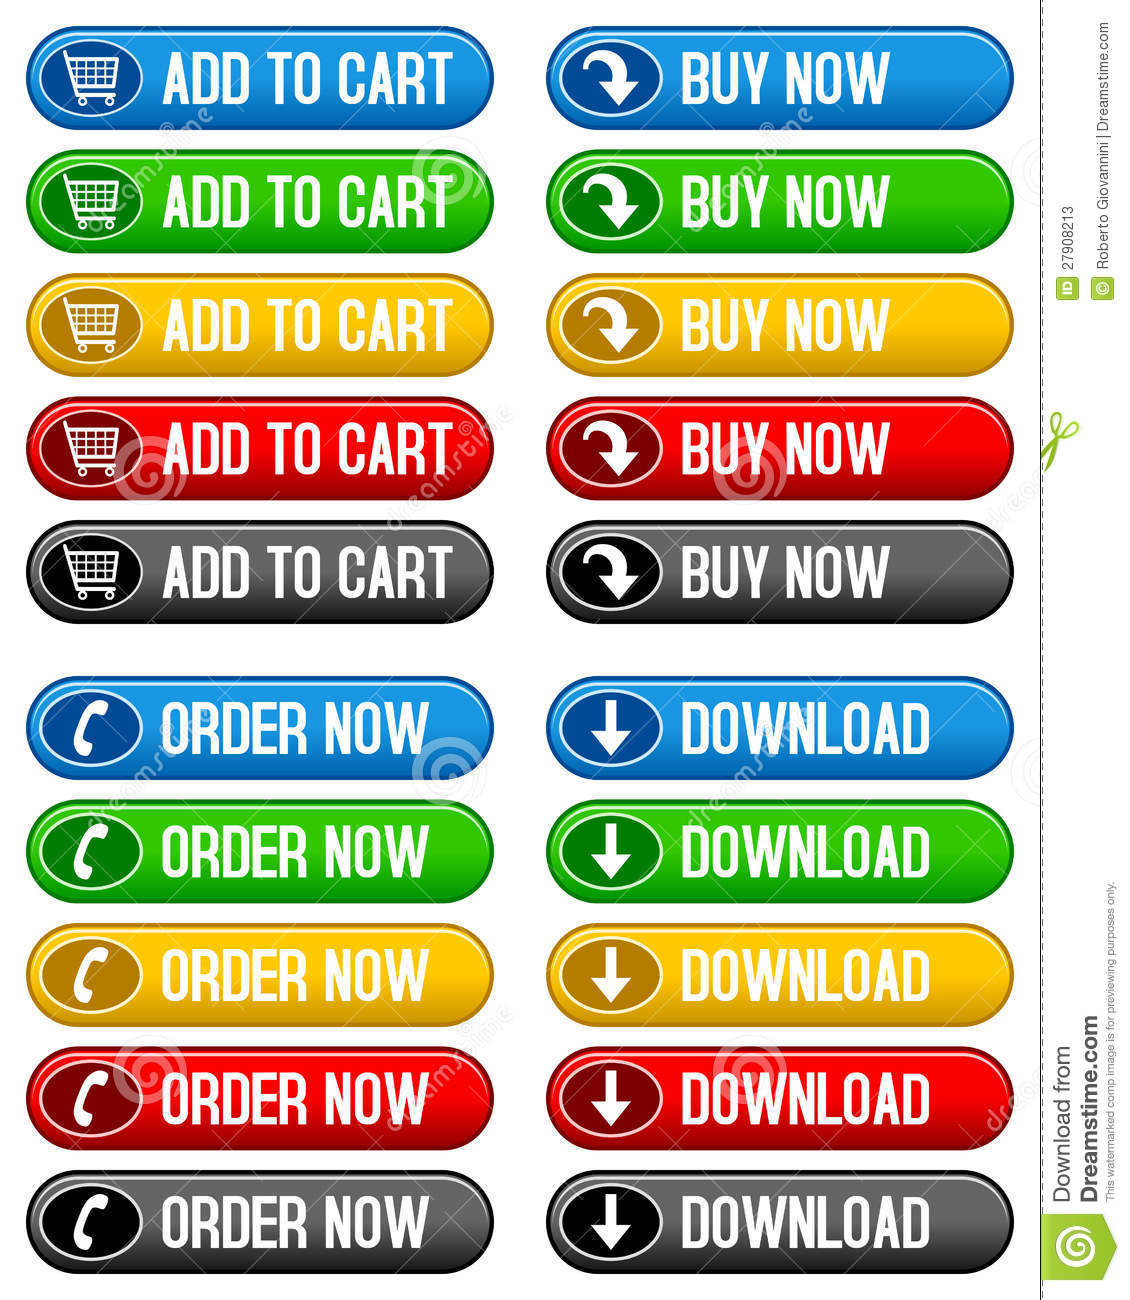 ADD TO CART
BUY NOW
ADD TO CART
BUY NOW
ADD TO CART
BUY NOW
ADD TO CART
BUY NOW
ADD TO CART
BUY NOW
ORDER NOW
DOWNLOAD
ORDER NOW
DOWNLOAD
ORDER NOW
DOWNLOAD
ORDER NOW
DOWNLOAD
ORDER NOW
DOWNLOAD
ID 27908213
© Roberto Giovannini | Dreamstime.com
Download from
Dreamstime.com
This watermarked comp image is for previewing purposes only.